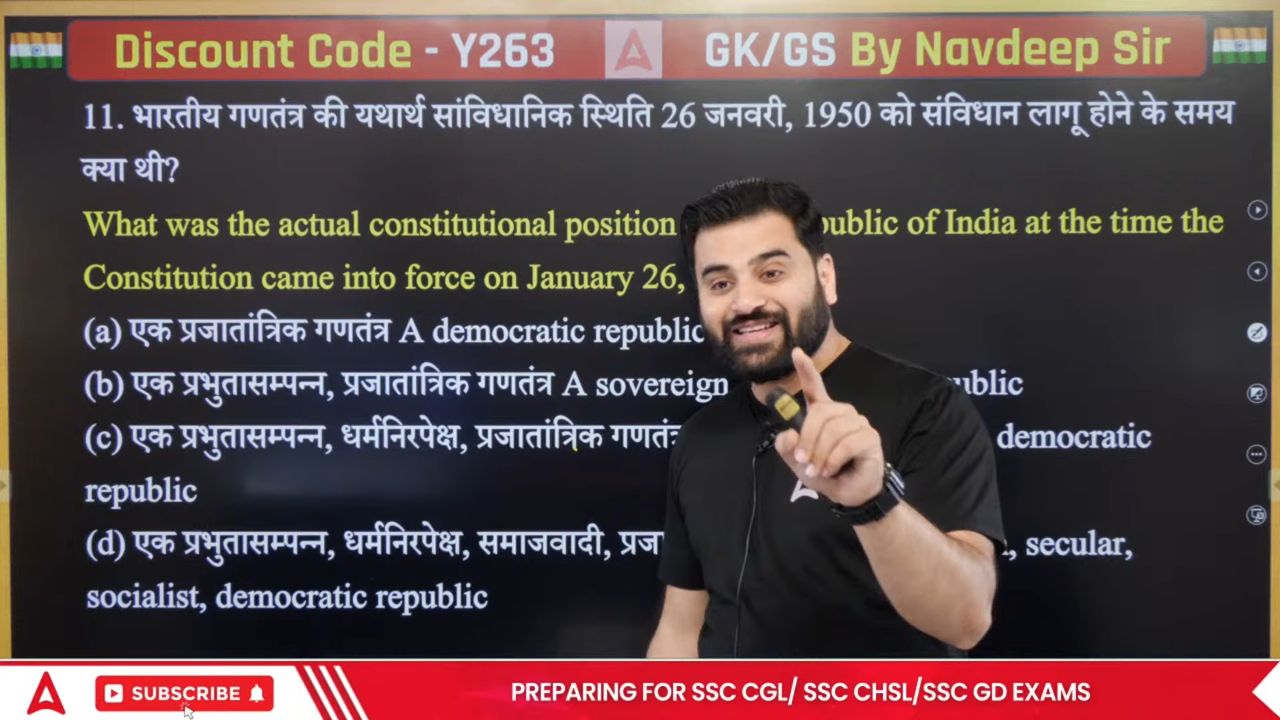 Discount Code - Y263 GK/GS By Navdeep Sir
11. भारतीय गणतंत्र की यथार्थ सांविधानिक स्थिति 26 जनवरी, 1950 को संविधान लागू होने के समय
क्या थी?
What was the actual constitutional position of India at the time the
Constitution came into force on January 26,
(a) एक प्रजातांत्रिक गणतंत्र A democratic republic
(b) एक प्रभुतासम्पन्न, प्रजातांत्रिक गणतंत्र A sovereign
(c) एक प्रभुतासम्पन्न, धर्मनिरपेक्ष, प्रजातांत्रिक democratic
republic
(d) एक प्रभुतासम्पन्न, धर्मनिरपेक्ष, समाजवादी, secular,
socialist, democratic republic
SUBSCRIBE
PREPARING FOR SSC CGL/ SSC CHSL/SSC GD EXAMS